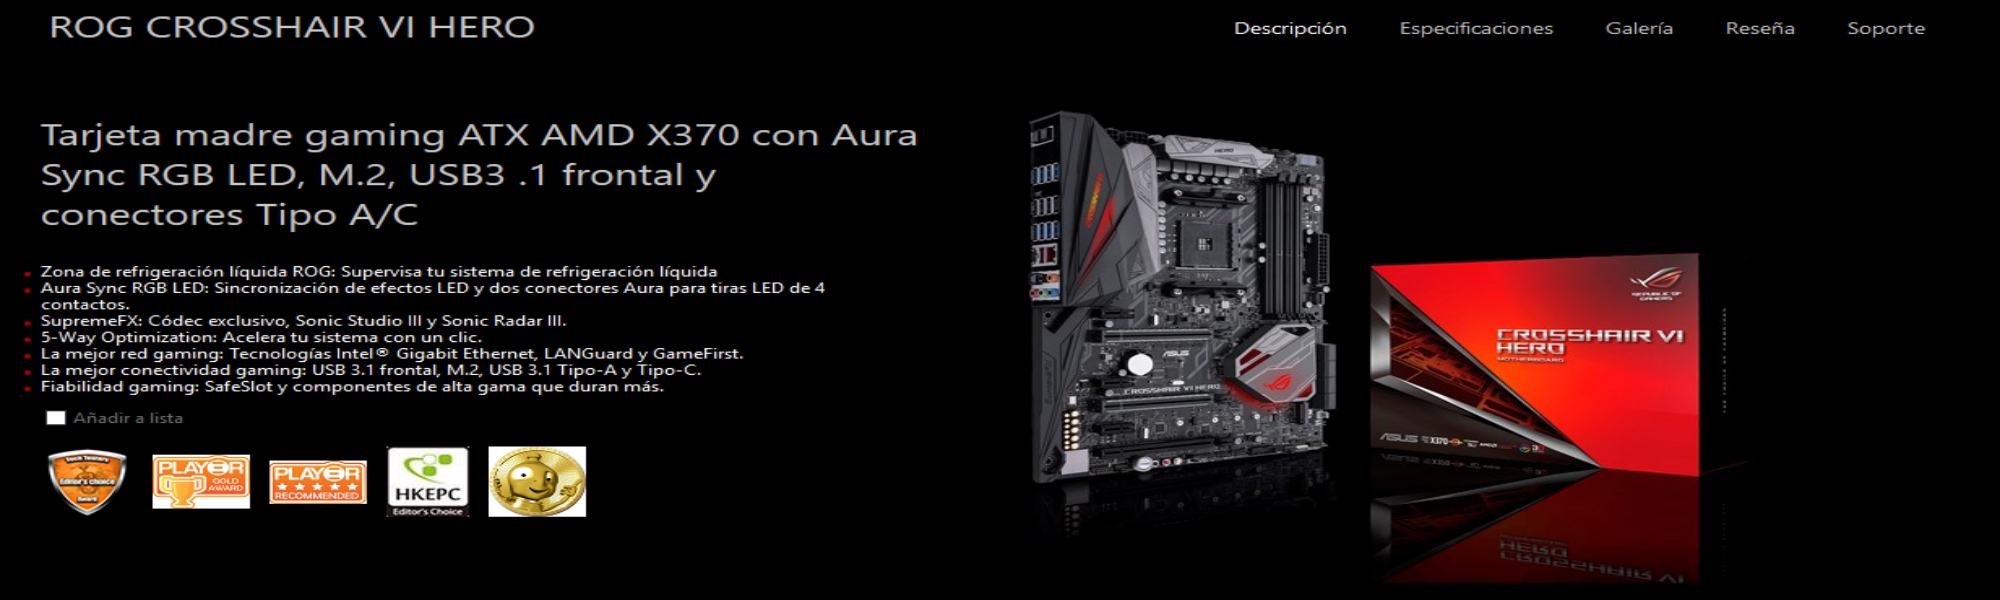 ROG CROSSHAIR VI HERO
Descripción Especificaciones Galería Reseña Soporte
Tarjeta madre gaming ATX AMD X370 con Aura
Sync RGB LED, M.2, USB3 .1 frontal y
conectores Tipo A/C
Zona de refrigeración líquida ROG: Supervisa tu sistema de refrigeración líquida
Aura Sync RGB LED: Sincronización de efectos LED y dos conectores Aura para tiras LED de 4
contactos.
SupremeFX: Códec exclusivo, Sonic Studio III y Sonic Radar III.
5-Way Optimization: Acelera tu sistema con un clic.
La mejor red gaming: Tecnologías Intel® Gigabit Ethernet, LANGuard y GameFirst.
La mejor conectividad gaming: USB 3.1 frontal, M.2, USB 3.1 Tipo-A y Tipo-C.
Fiabilidad gaming: SafeSlot y componentes de alta gama que duran más.
Añadir a lista
Tech Testers
Editor's choice
Award
PLAY3R
GOLD
AWARD
PLAY3R
RECOMMENDED
HKEPC
Editor's Choice
HERO
ASUS
CROSSHAIR VI HERO
REPUBLIC OF
GAMERS
CROSSHAIR VI
HERO
MOTHERBOARD
ASUS X370